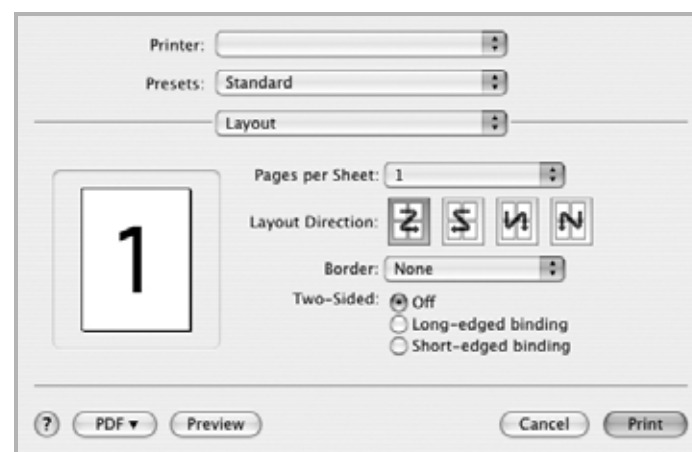 Printer:
Presets: Standard
Layout
Pages per Sheet: 1
1
Layout Direction:
Border: None
Two-Sided: Off
Long-edged binding
Short-edged binding
? PDF ▼ Preview Cancel Print